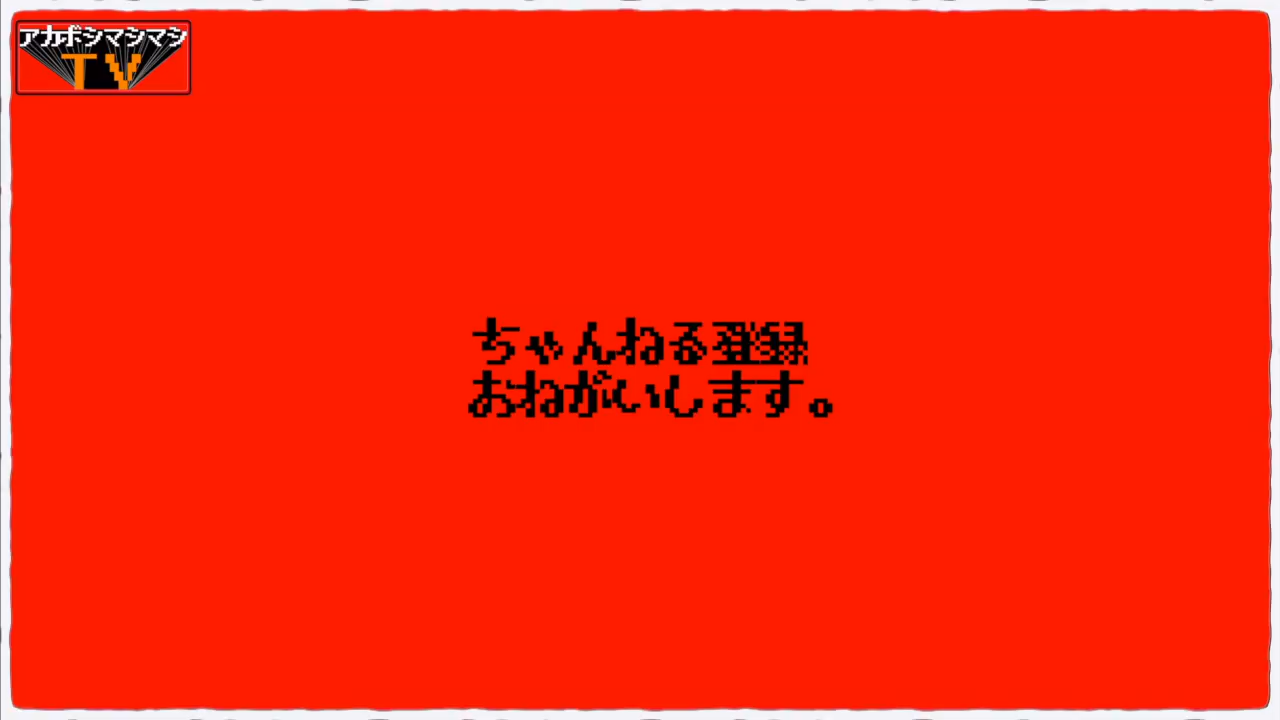 アカボシマシマシ
TV
ちゃんねる登録
おねがいします。